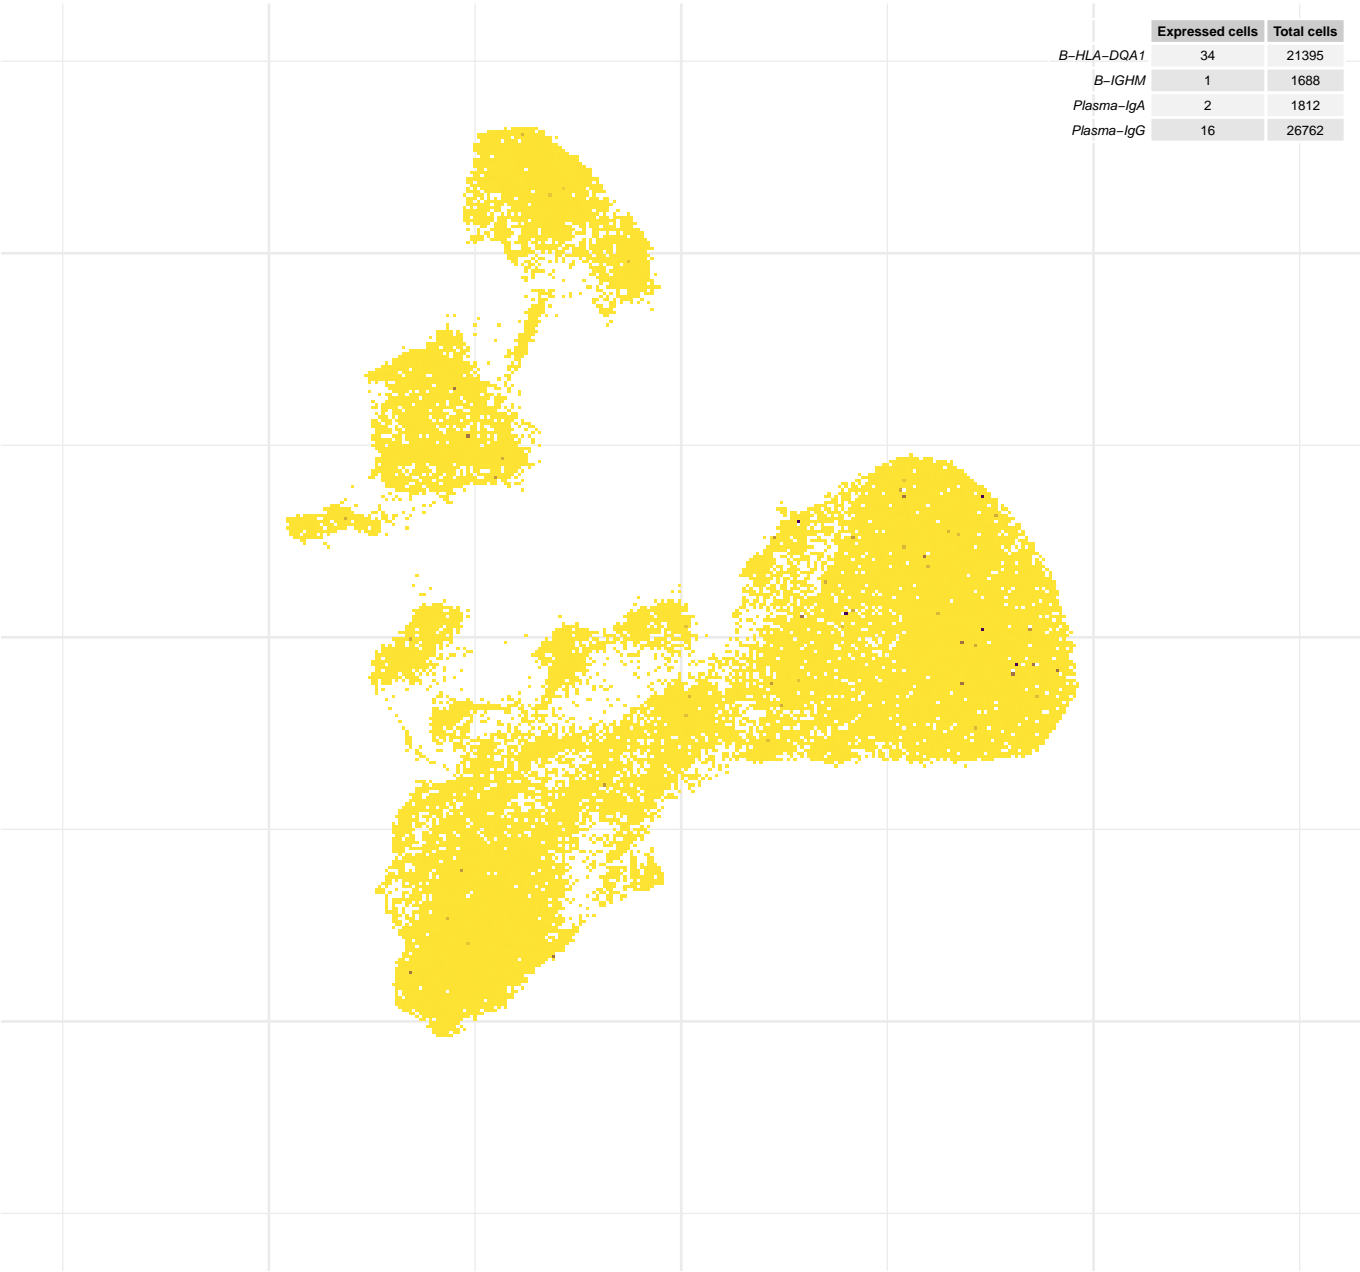 Expressed cells Total cells
B−HLA−DQA1 34 21395
B−IGHM 1 1688
Plasma−IgA 2 1812
Plasma−IgG 16 26762